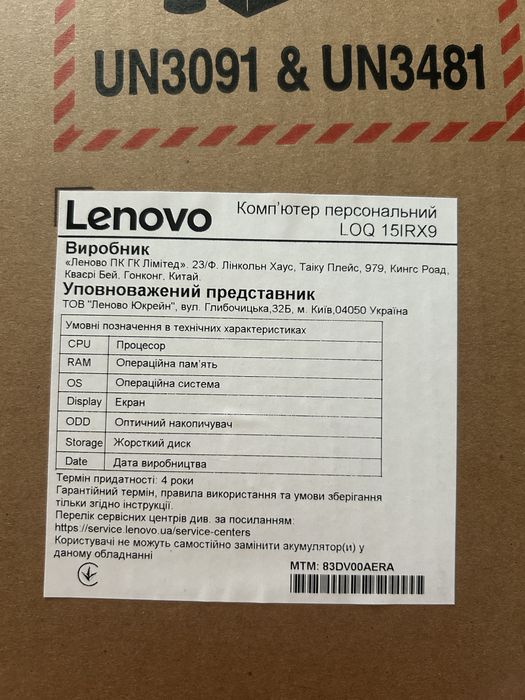 UN3091 & UN3481
Lenovo
Комп'ютер персональний
LOQ 15IRX9
Виробник
«Леново ПК ГК Лімітед». 23/Ф. Лінкольн Хаус, Таіку Плейс, 979, Кингс Роад,
Кваєрі Бей. Гонконг, Китай.
Уповноважений представник
ТОВ "Леново Юкрейн", вул. Глибочицька,32Б, м. Київ,04050 Україна
Умовні позначення в технічних характеристиках
CPU Процесор
RAM Операційна пам'ять
OS Операційна система
Display Екран
ODD Оптичний накопичувач
Storage Жорсткий диск
Date Дата виробництва
Термін придатності: 4 роки
Гарантійний термін, правила використання та умови зберігання
тільки згідно інструкції.
Перелік сервісних центрів див. за посиланням:
https://service.lenovo.ua/service-centers
Користувачі не можуть самостійно замінити акумулятор(и) у
даному обладнанні
MTM: 83DV00AERA